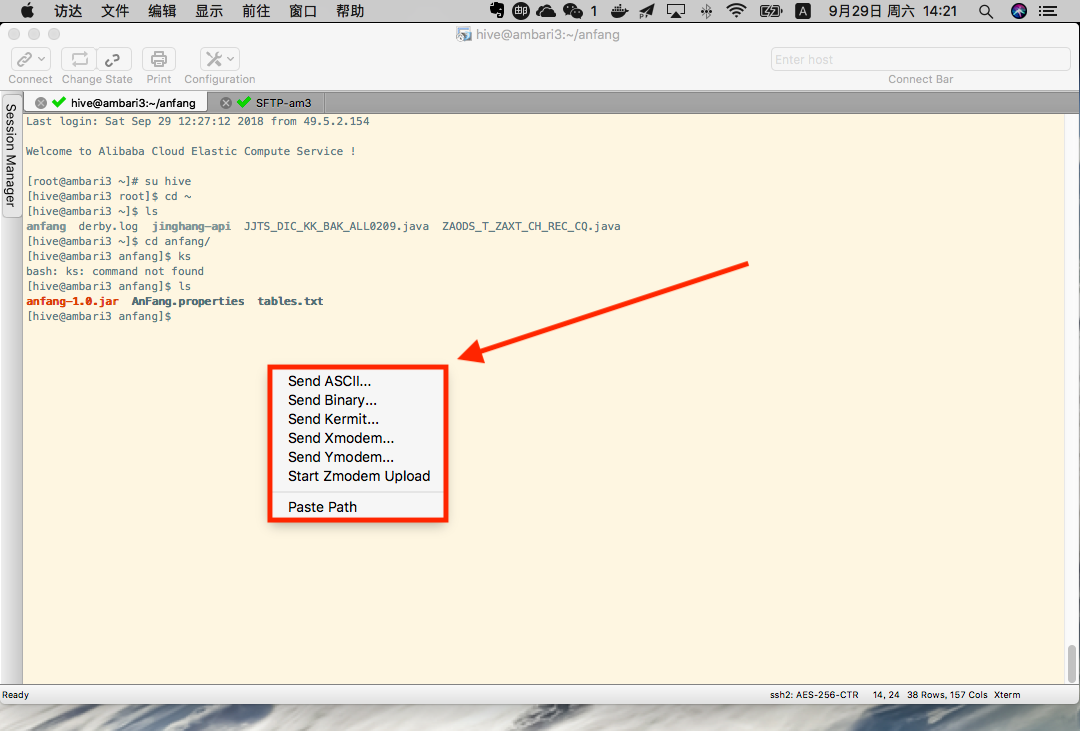 访达 文件 编辑 显示 前往 窗口 帮助 1 A 9月29日 周六 14:21
hive@ambari3:~/anfang
Enter host
Connect Change State Print Configuration Connect Bar
hive@ambari3:~/anfang SFTP-am3
Session Manager
Last login: Sat Sep 29 12:27:12 2018 from 49.5.2.154
Welcome to Alibaba Cloud Elastic Compute Service !
[root@ambari3 ~]# su hive
[hive@ambari3 root]$ cd ~
[hive@ambari3 ~]$ ls
anfang derby.log jinghang-api JJTS_DIC_KK_BAK_ALL0209.java ZAODS_T_ZAXT_CH_REC_CQ.java
[hive@ambari3 ~]$ cd anfang/
[hive@ambari3 anfang]$ ks
bash: ks: command not found
[hive@ambari3 anfang]$ ls
anfang-1.0.jar AnFang.properties tables.txt
[hive@ambari3 anfang]$
Send ASCII...
Send Binary...
Send Kermit...
Send Xmodem...
Send Ymodem...
Start Zmodem Upload
Paste Path
Ready ssh2: AES-256-CTR 14, 24 38 Rows, 157 Cols Xterm